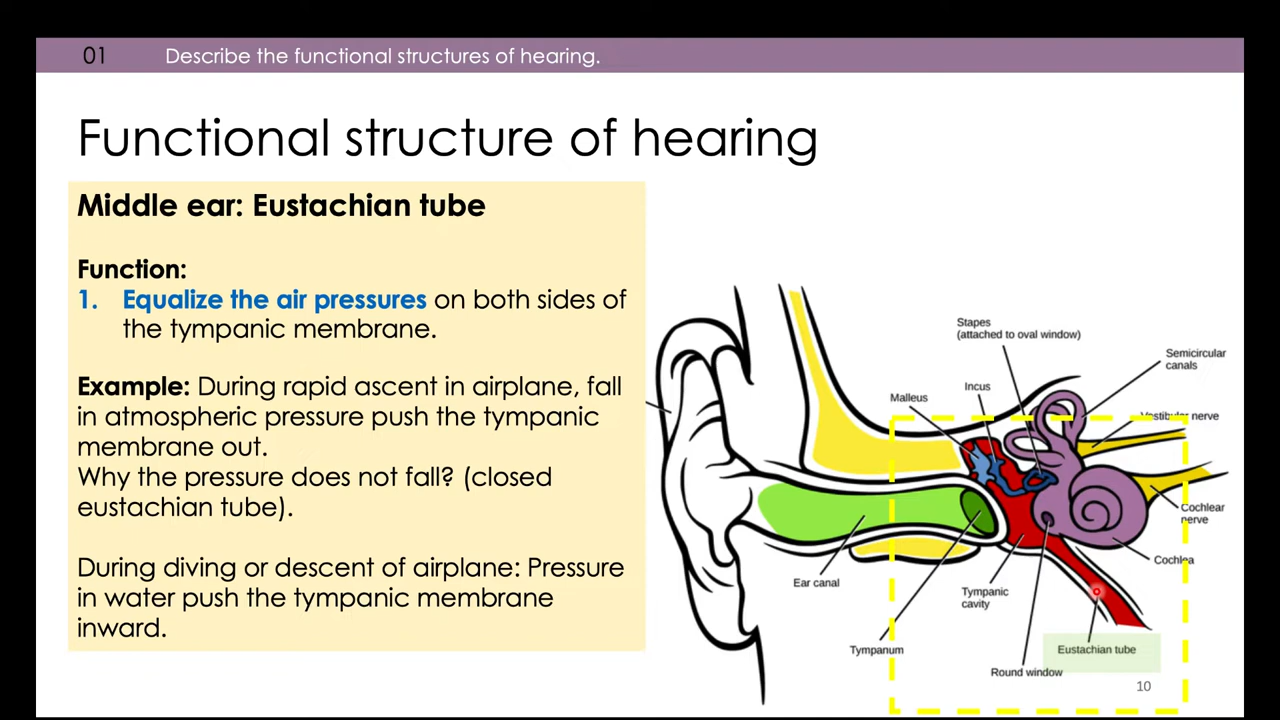 01 Describe the functional structures of hearing.
Functional structure of hearing
Middle ear: Eustachian tube
Function:
1. Equalize the air pressures on both sides of
the tympanic membrane.
Example: During rapid ascent in airplane, fall
in atmospheric pressure push the tympanic
membrane out.
Why the pressure does not fall? (closed
eustachian tube).
During diving or descent of airplane: Pressure
in water push the tympanic membrane
inward.
Stapes
(attached to oval window)
Semicircular
canals
Incus
Malleus
Vestibular nerve
Cochlear
nerve
Cochlea
Ear canal
Tympanic
cavity
Tympanum
Eustachian tube
Round window
10